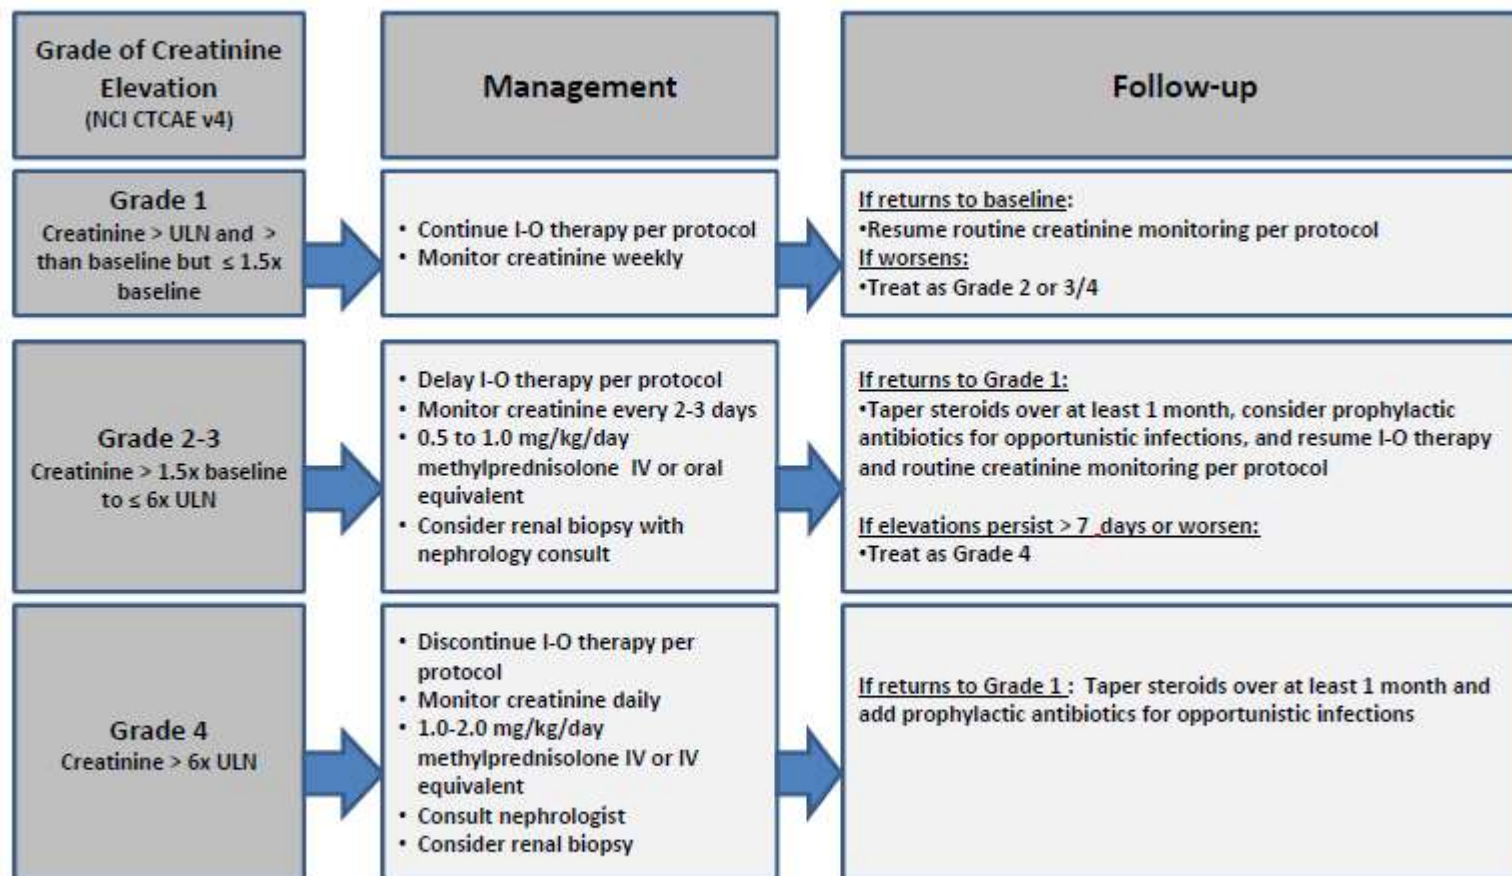 Grade of Creatinine
Elevation
(NCI CTCAE v4)
Management
Follow-up
Grade 1
Creatinine > ULN and >
than baseline but ≤ 1.5x
baseline
• Continue I-O therapy per protocol
• Monitor creatinine weekly
If returns to baseline:
•Resume routine creatinine monitoring per protocol
If worsens:
•Treat as Grade 2 or 3/4
Grade 2-3
Creatinine > 1.5x baseline
to ≤ 6x ULN
• Delay I-O therapy per protocol
• Monitor creatinine every 2-3 days
• 0.5 to 1.0 mg/kg/day
methylprednisolone IV or oral
equivalent
• Consider renal biopsy with
nephrology consult
If returns to Grade 1:
•Taper steroids over at least 1 month, consider prophylactic
antibiotics for opportunistic infections, and resume I-O therapy
and routine creatinine monitoring per protocol
If elevations persist > 7 _days or worsen:
•Treat as Grade 4
Grade 4
Creatinine > 6x ULN
• Discontinue I-O therapy per
protocol
• Monitor creatinine daily
• 1.0-2.0 mg/kg/day
methylprednisolone IV or IV
equivalent
• Consult nephrologist
• Consider renal biopsy
If returns to Grade 1 : Taper steroids over at least 1 month and
add prophylactic antibiotics for opportunistic infections